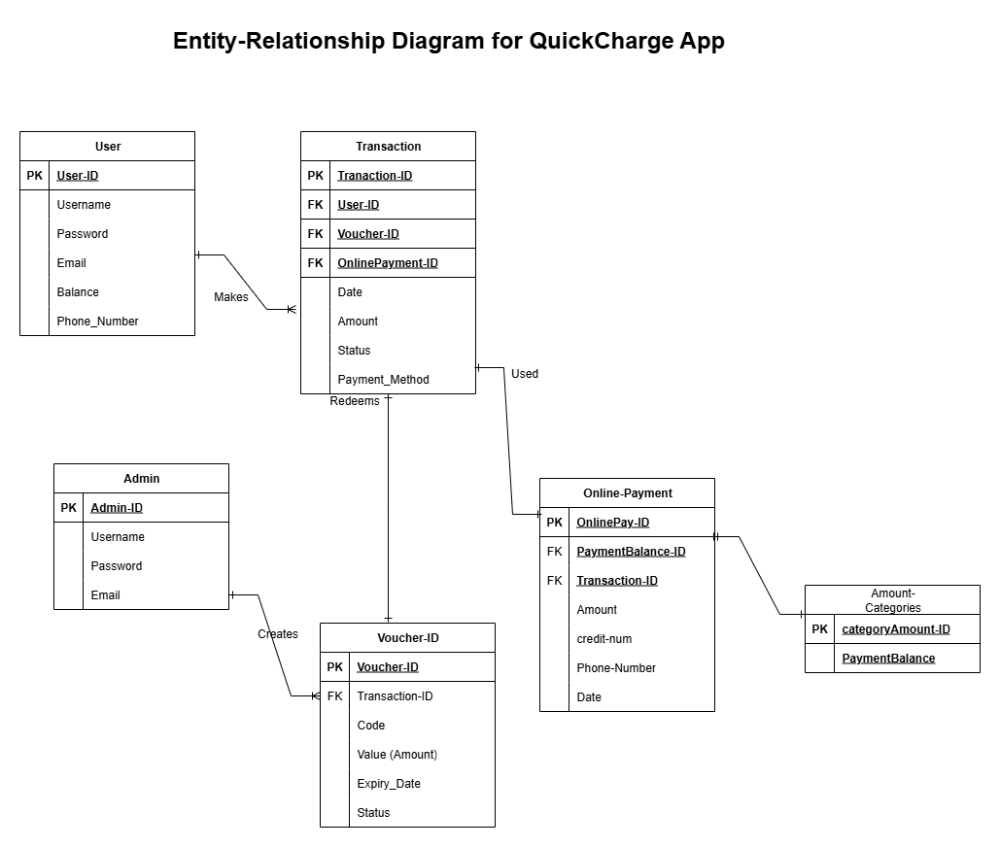 Entity-Relationship Diagram for QuickCharge App
User
PK User-ID
Username
Password
Email
Balance
Phone_Number
Makes
Transaction
PK Tranaction-ID
FK User-ID
FK Voucher-ID
FK OnlinePayment-ID
Date
Amount
Status
Payment_Method
Redeems
Used
Admin
PK Admin-ID
Username
Password
Email
Creates
Voucher-ID
PK Voucher-ID
FK Transaction-ID
Code
Value (Amount)
Expiry_Date
Status
Online-Payment
PK OnlinePay-ID
FK PaymentBalance-ID
FK Transaction-ID
Amount
credit-num
Phone-Number
Date
Amount-
Categories
PK categoryAmount-ID
PaymentBalance